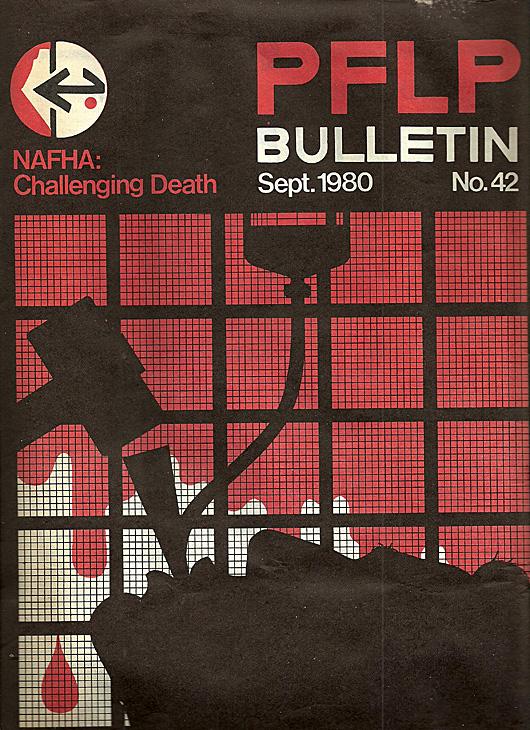 PFLP
BULLETIN
Sept. 1980 No. 42
NAFHA:
Challenging Death